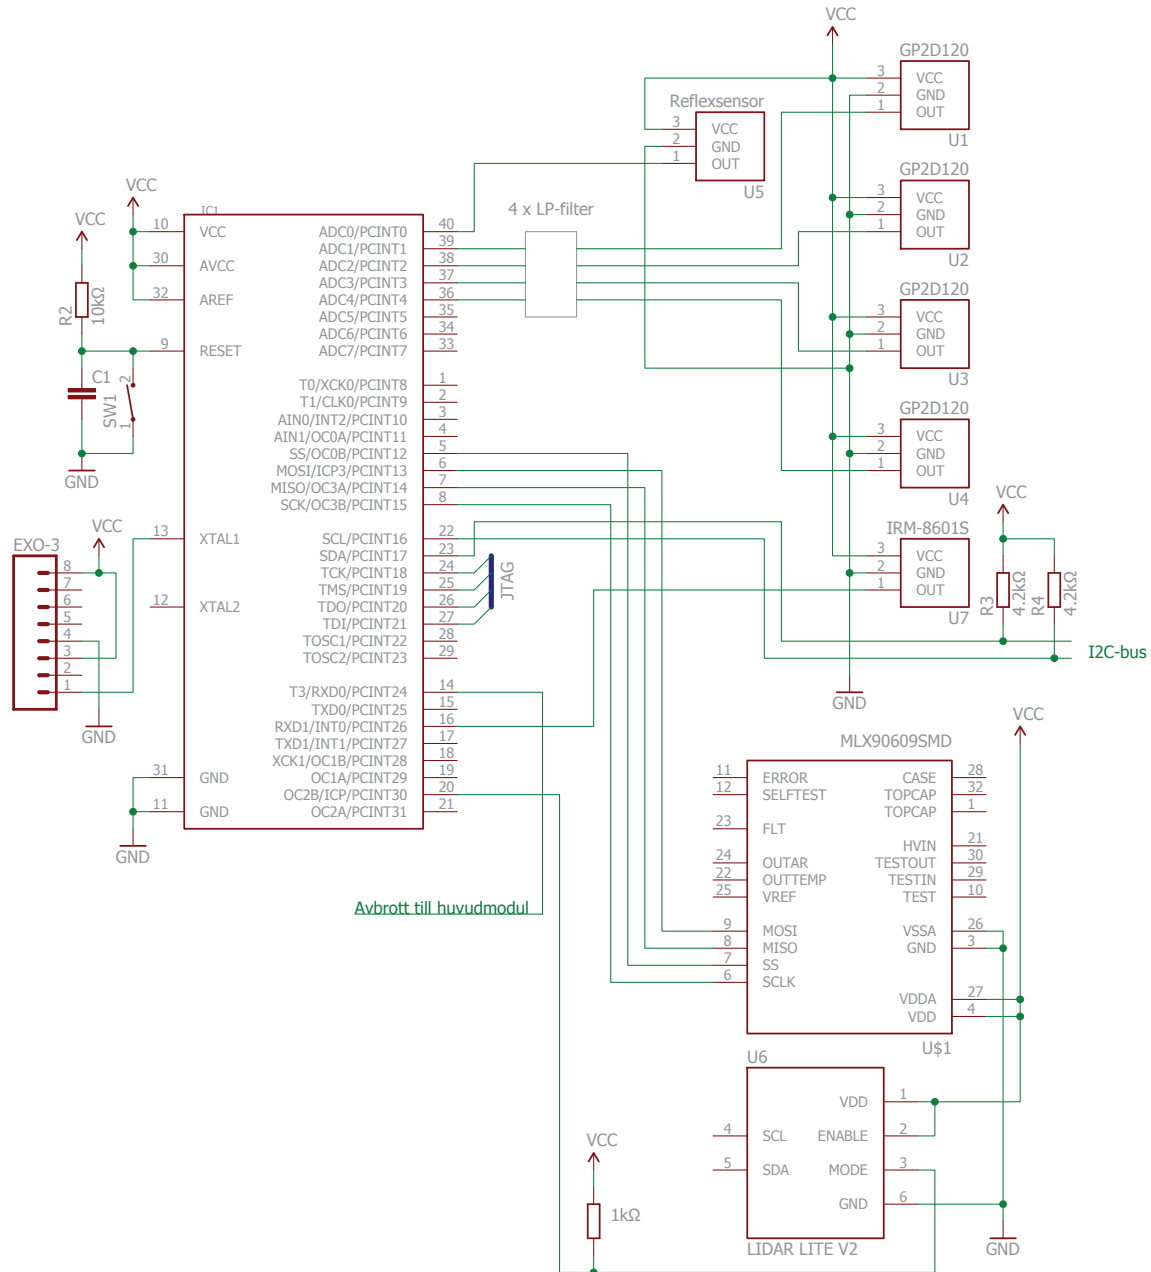 VCC
GP2D120
3 VCC
2 GND
1 OUT
U1
Reflexsensor
3 VCC
2 GND
1 OUT
U5
GP2D120
3 VCC
2 GND
1 OUT
U2
4 x LP-filter
GP2D120
3 VCC
2 GND
1 OUT
U3
GP2D120
3 VCC
2 GND
1 OUT
U4
IRM-8601S
3 VCC
2 GND
1 OUT
U7
GND
VCC
R3
4.2kΩ
R4
4.2kΩ
I2C-bus
VCC
VCC
R2
10kΩ
C1
SW1
2
1
GND
IC1
10 VCC
30 AVCC
32 AREF
9 RESET
13 XTAL1
12 XTAL2
31 GND
11 GND
GND
ADC0/PCINT0 40
ADC1/PCINT1 39
ADC2/PCINT2 38
ADC3/PCINT3 37
ADC4/PCINT4 36
ADC5/PCINT5 35
ADC6/PCINT6 34
ADC7/PCINT7 33
T0/XCK0/PCINT8 1
T1/CLK0/PCINT9 2
AIN0/INT2/PCINT10 3
AIN1/OC0A/PCINT11 4
SS/OC0B/PCINT12 5
MOSI/ICP3/PCINT13 6
MISO/OC3A/PCINT14 7
SCK/OC3B/PCINT15 8
SCL/PCINT16 22
SDA/PCINT17 23
TCK/PCINT18 24
TMS/PCINT19 25
TDO/PCINT20 26
TDI/PCINT21 27
TOSC1/PCINT22 28
TOSC2/PCINT23 29
T3/RXD0/PCINT24 14
TXD0/PCINT25 15
RXD1/INT0/PCINT26 16
TXD1/INT1/PCINT27 17
XCK1/OC1B/PCINT28 18
OC1A/PCINT29 19
OC2B/ICP/PCINT30 20
OC2A/PCINT31 21
JTAG
EXO-3
VCC
8
7
6
5
4
3
2
1
GND
Avbrott till huvudmodul
VCC
MLX90609SMD
11 ERROR
12 SELFTEST
23 FLT
24 OUTAR
22 OUTTEMP
25 VREF
9 MOSI
8 MISO
7 SS
6 SCLK
CASE 28
TOPCAP 32
TOPCAP 1
HVIN 21
TESTOUT 30
TESTIN 29
TEST 10
VSSA 26
GND 3
VDDA 27
VDD 4
U$1
U6
VDD 1
4 SCL ENABLE 2
5 SDA MODE 3
GND 6
LIDAR LITE V2
GND
VCC
1kΩ